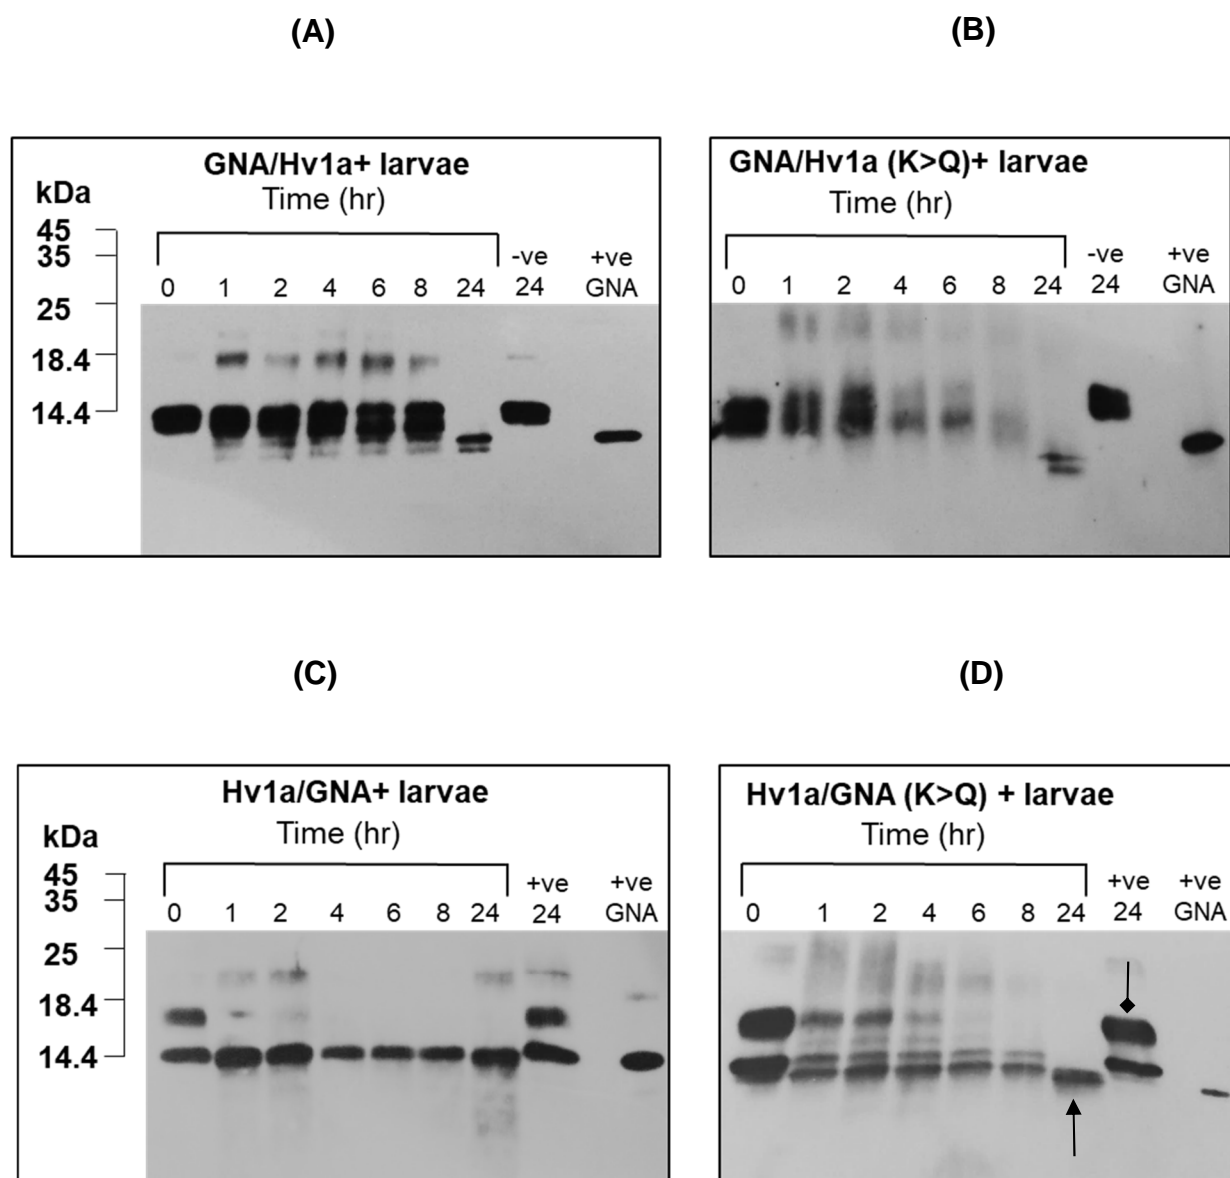 (A)
GNA/Hv1a+ larvae
Time (hr)
kDa
45
35
25
18.4
14.4
0 1 2 4 6 8 24
-ve
24
+ve
GNA
(B)
GNA/Hv1a (K>Q)+ larvae
Time (hr)
0 1 2 4 6 8 24
-ve
24
+ve
GNA
(C)
Hv1a/GNA+ larvae
Time (hr)
kDa
45
35
25
18.4
14.4
0 1 2 4 6 8 24
+ve
24
+ve
GNA
(D)
Hv1a/GNA (K>Q) + larvae
Time (hr)
0 1 2 4 6 8 24
+ve
24
+ve
GNA